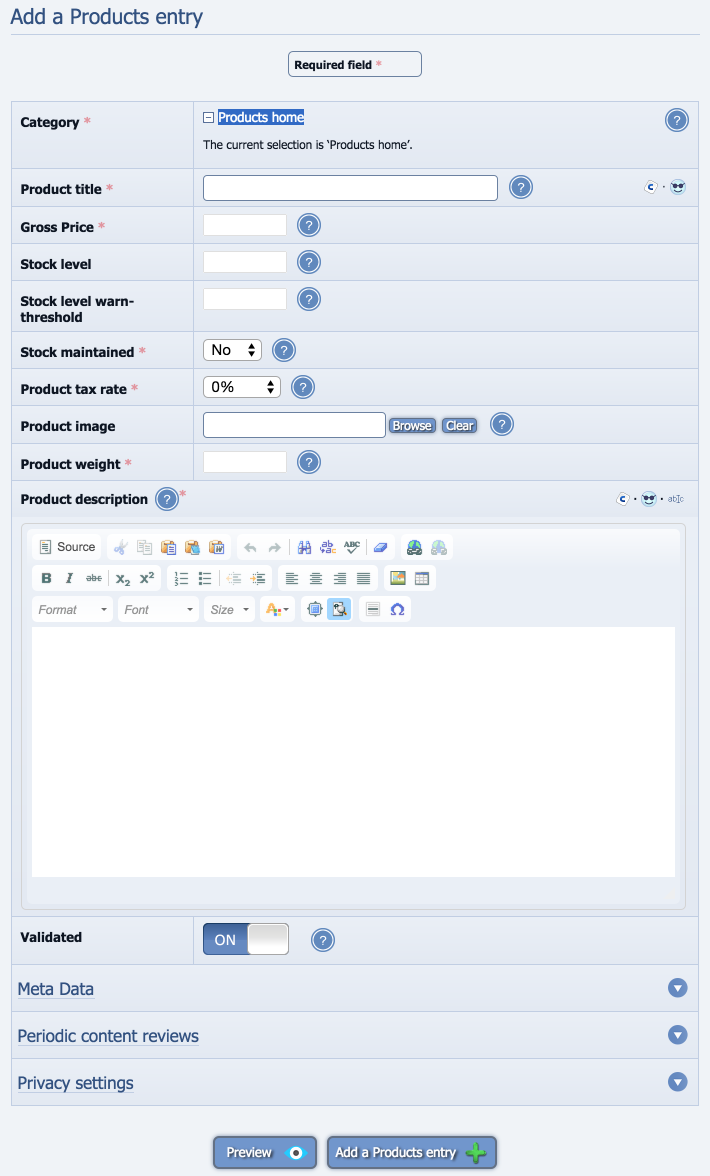 Add a Products entry
Required field *
Category *
Products home
The current selection is ‘Products home’.
Product title *
Gross Price *
Stock level
Stock level warn-
threshold
Stock maintained * No
Product tax rate * 0%
Product image Browse Clear
Product weight *
Product description *
Source
ABC
B I abc X2 X²
Format Font Size
Validated ON
Meta Data
Periodic content reviews
Privacy settings
Preview Add a Products entry